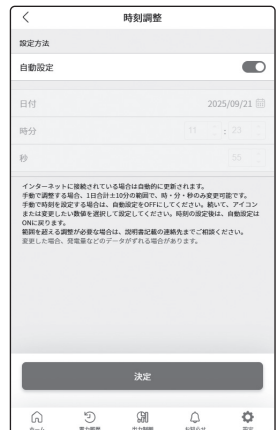 時刻調整
設定方法
自動設定
日付 2025/09/21
時分 11 : 23
秒 55
インターネットに接続されている場合は自動的に更新されます。
手動で調整する場合、1日合計±10分の範囲で、時・分・秒のみ変更可能です。
手動で時刻を設定する場合は、自動設定をOFFにしてください。続いて、アイコン
または変更したい数値を選択して設定してください。時刻の設定後は、自動設定は
ONに戻ります。
範囲を超える調整が必要な場合は、説明書記載の連絡先までご相談ください。
変更した場合、発電量などのデータがずれる場合があります。
決定
ホーム
お知らせ
設定